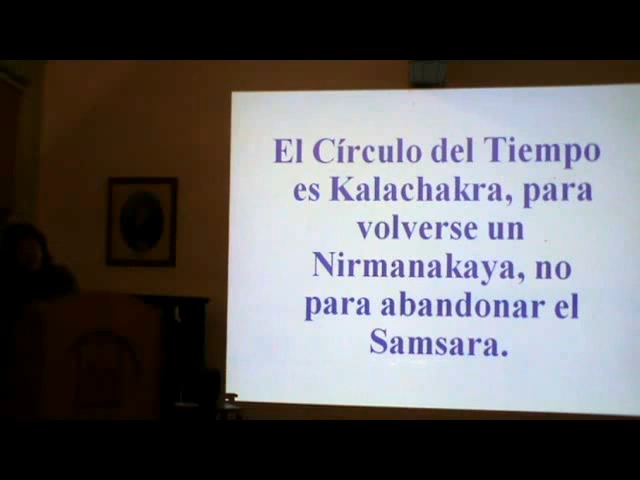 El Círculo del Tiempo
es Kalachakra, para
volverse un
Nirmanakaya, no
para abandonar el
Samsara.